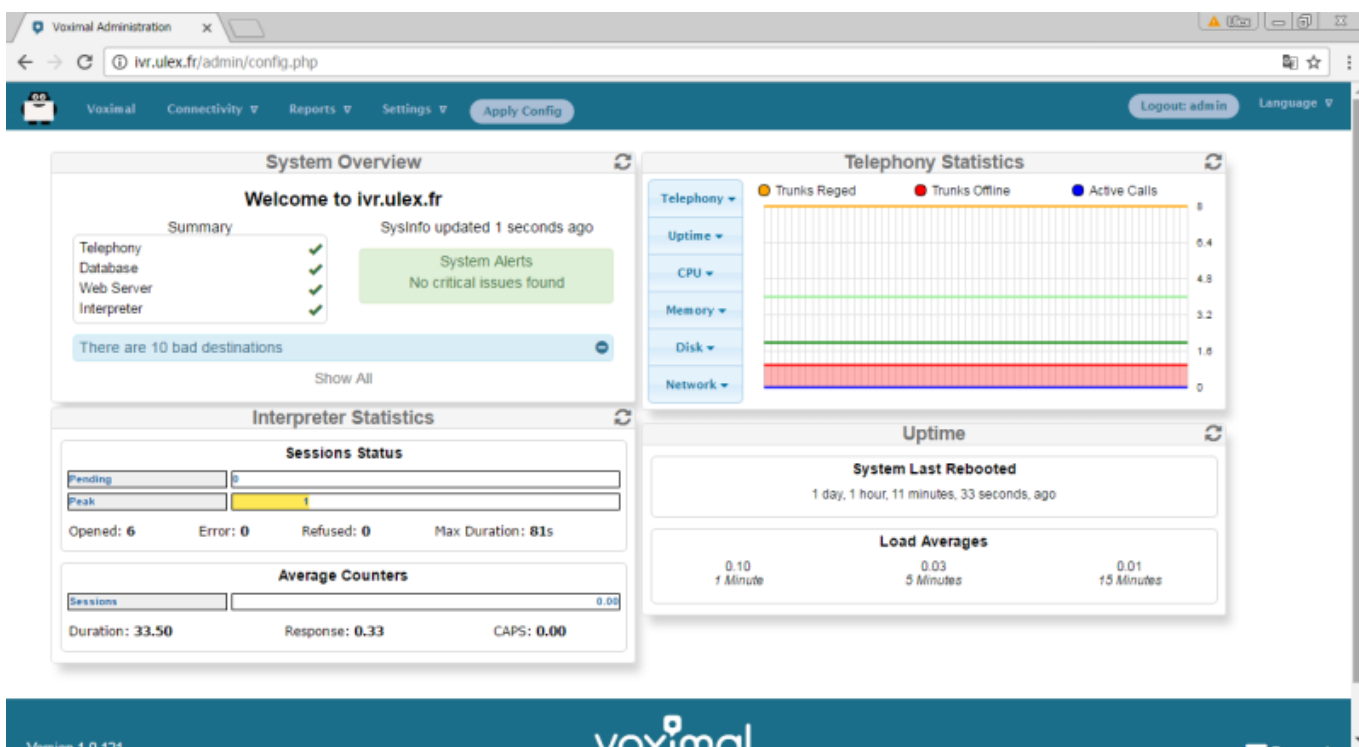 Voximal Administration
ivr.ulex.fr/admin/config.php
Voximal Connectivity Reports Settings Apply Config Logout: admin Language
System Overview
Welcome to ivr.ulex.fr
Summary
SysInfo updated 1 seconds ago
Telephony
Database
Web Server
Interpreter
System Alerts
No critical issues found
There are 10 bad destinations
Show All
Telephony Statistics
Telephony
Uptime
CPU
Memory
Disk
Network
Trunks Reged Trunks Offline Active Calls
8
6.4
4.8
3.2
1.6
0
Interpreter Statistics
Sessions Status
Pending 0
Peak 1
Opened: 6 Error: 0 Refused: 0 Max Duration: 81s
Average Counters
Sessions 0.00
Duration: 33.50 Response: 0.33 CAPS: 0.00
Uptime
System Last Rebooted
1 day, 1 hour, 11 minutes, 33 seconds, ago
Load Averages
0.10 0.03 0.01
1 Minute 5 Minutes 15 Minutes
voximal